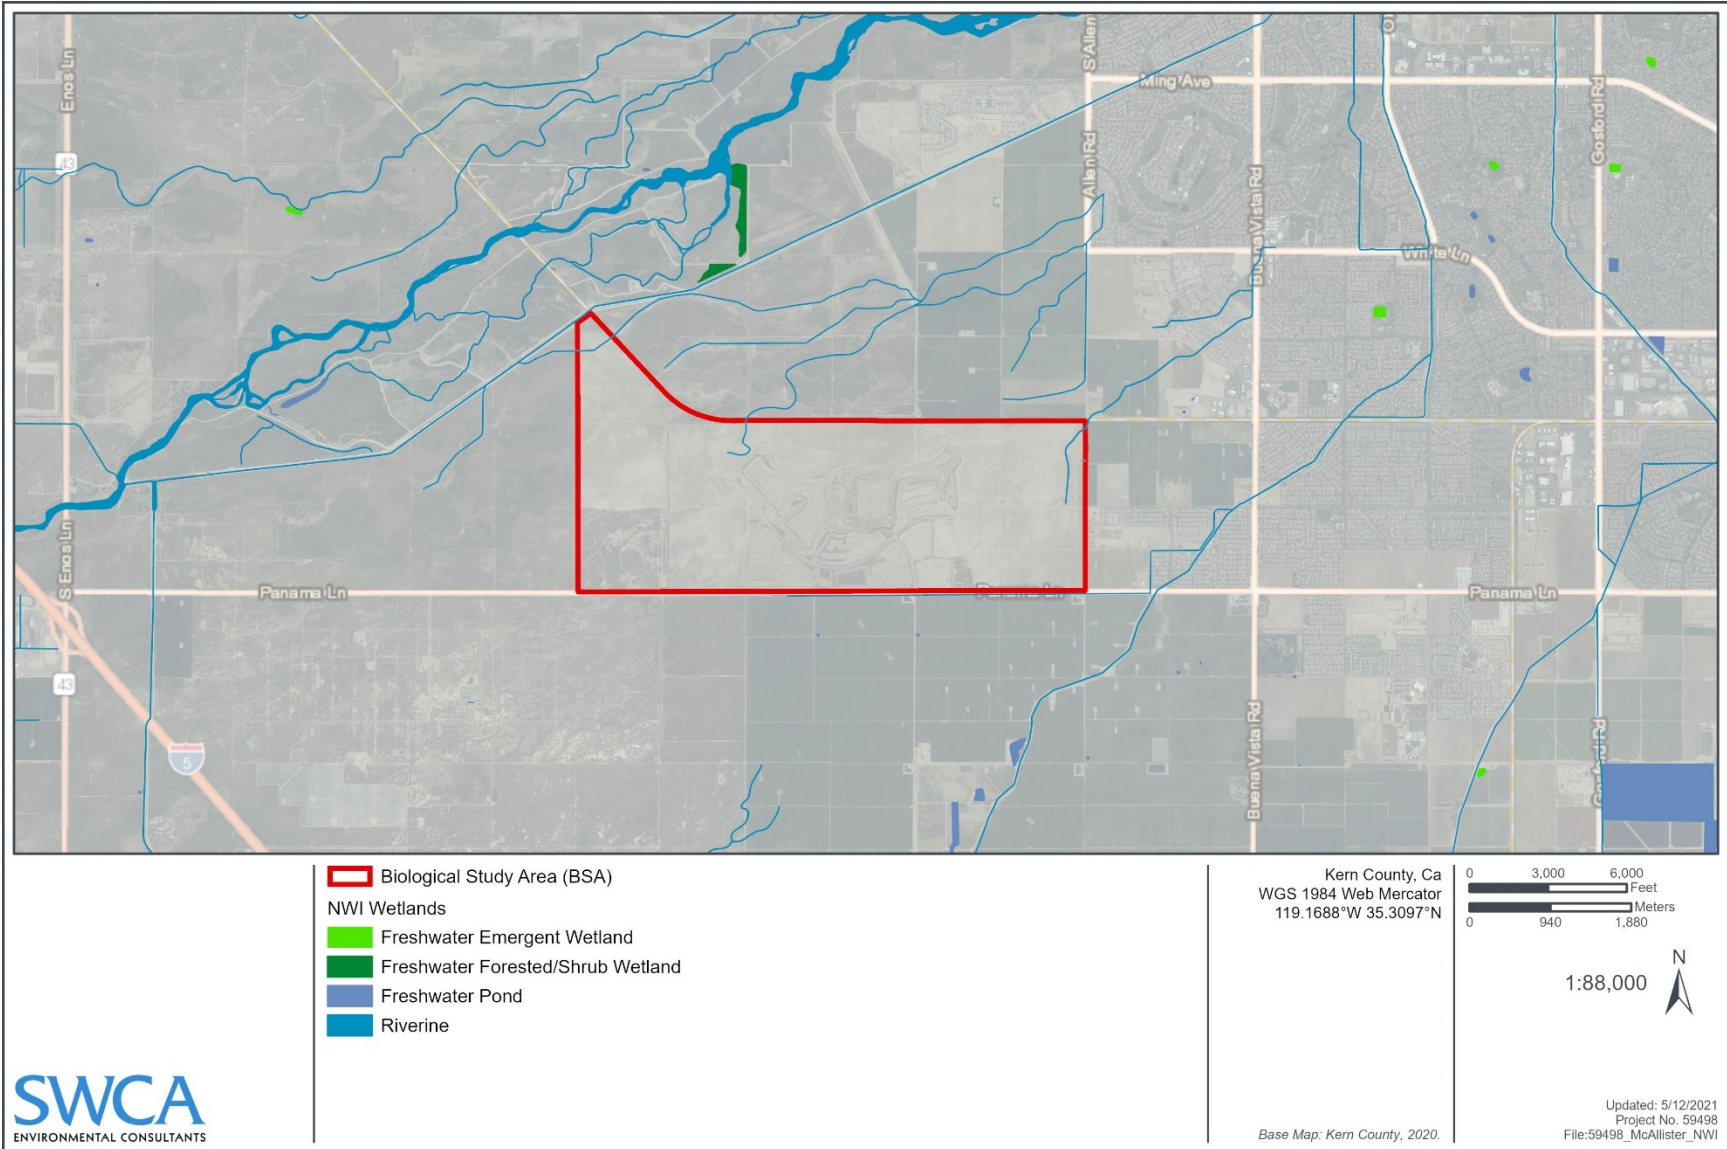 Enos Ln
43
S Allen
Ming Ave
Gosford Rd
Allen Rd
Buena Vista Rd
White Ln
S Enos Ln
Panama Ln
Panama Ln
Panama Ln
43
5
Buena Vista Rd
Gosford Rd
Biological Study Area (BSA)
NWI Wetlands
Freshwater Emergent Wetland
Freshwater Forested/Shrub Wetland
Freshwater Pond
Riverine
Kern County, Ca
WGS 1984 Web Mercator
119.1688°W 35.3097°N
0 3,000 6,000
Feet
Meters
0 940 1,880
N
1:88,000
SWCA
ENVIRONMENTAL CONSULTANTS
Base Map: Kern County, 2020.
Updated: 5/12/2021
Project No. 59498
File:59498_McAllister_NWI